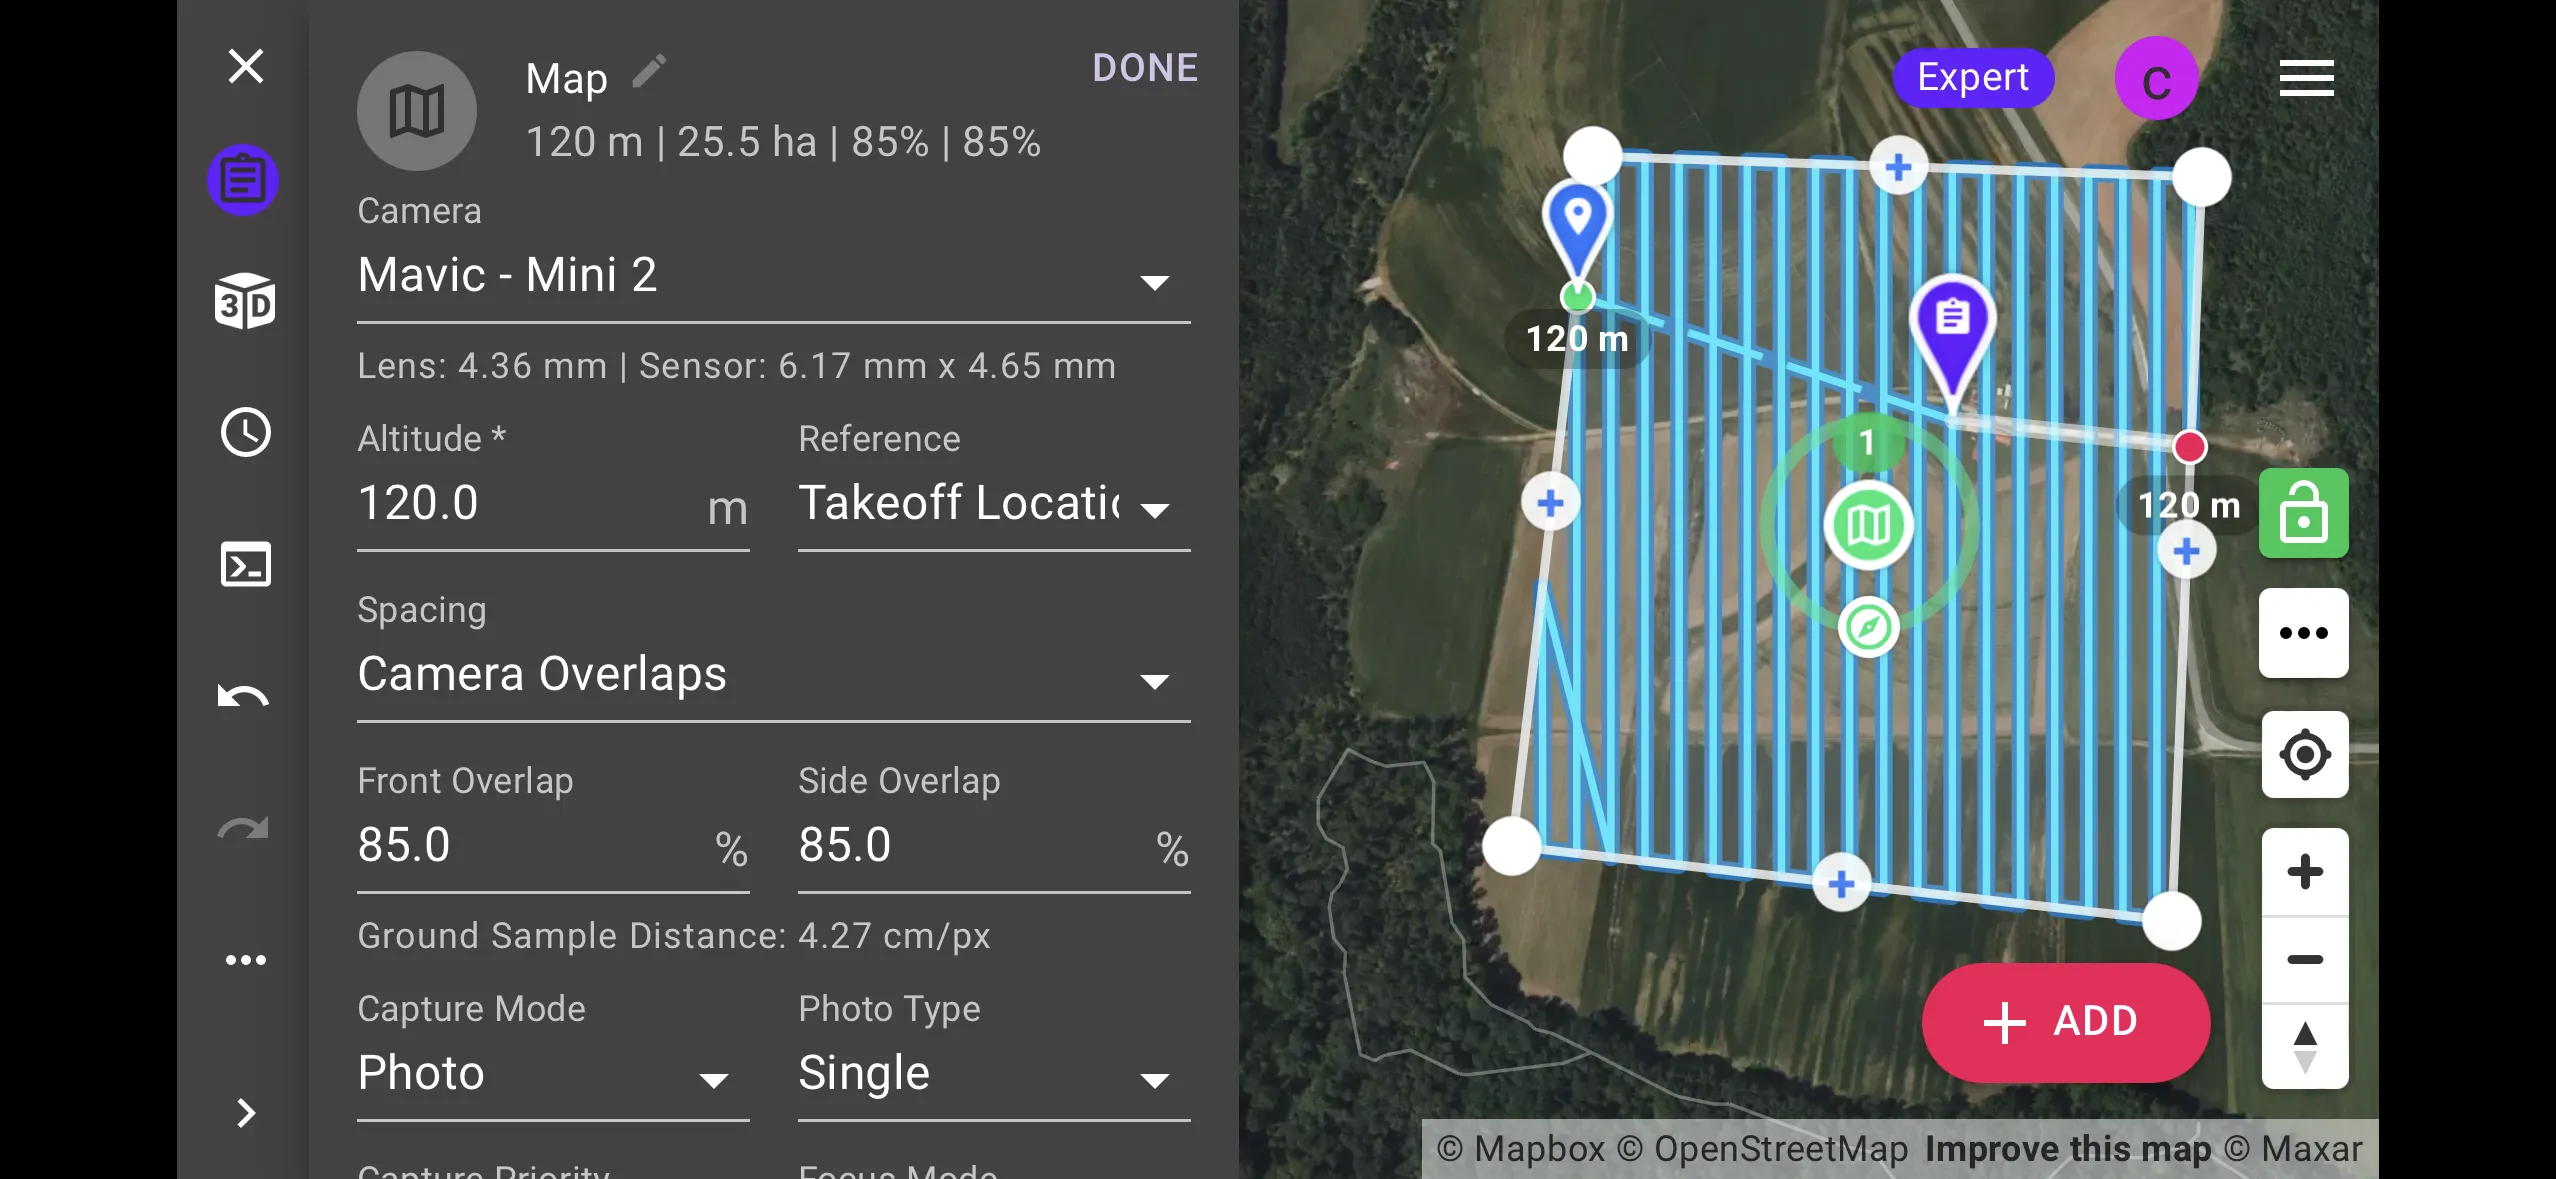 Map
DONE
120 m | 25.5 ha | 85% | 85%
Camera
Mavic - Mini 2
Lens: 4.36 mm | Sensor: 6.17 mm x 4.65 mm
Altitude *
Reference
120.0 m
Takeoff Locatio
Spacing
Camera Overlaps
Front Overlap
Side Overlap
85.0 %
85.0 %
Ground Sample Distance: 4.27 cm/px
Capture Mode
Photo Type
Photo
Single
Capture Priority
Focus Mode
3D
Expert
C
120 m
1
120 m
ADD
© Mapbox © OpenStreetMap Improve this map © Maxar